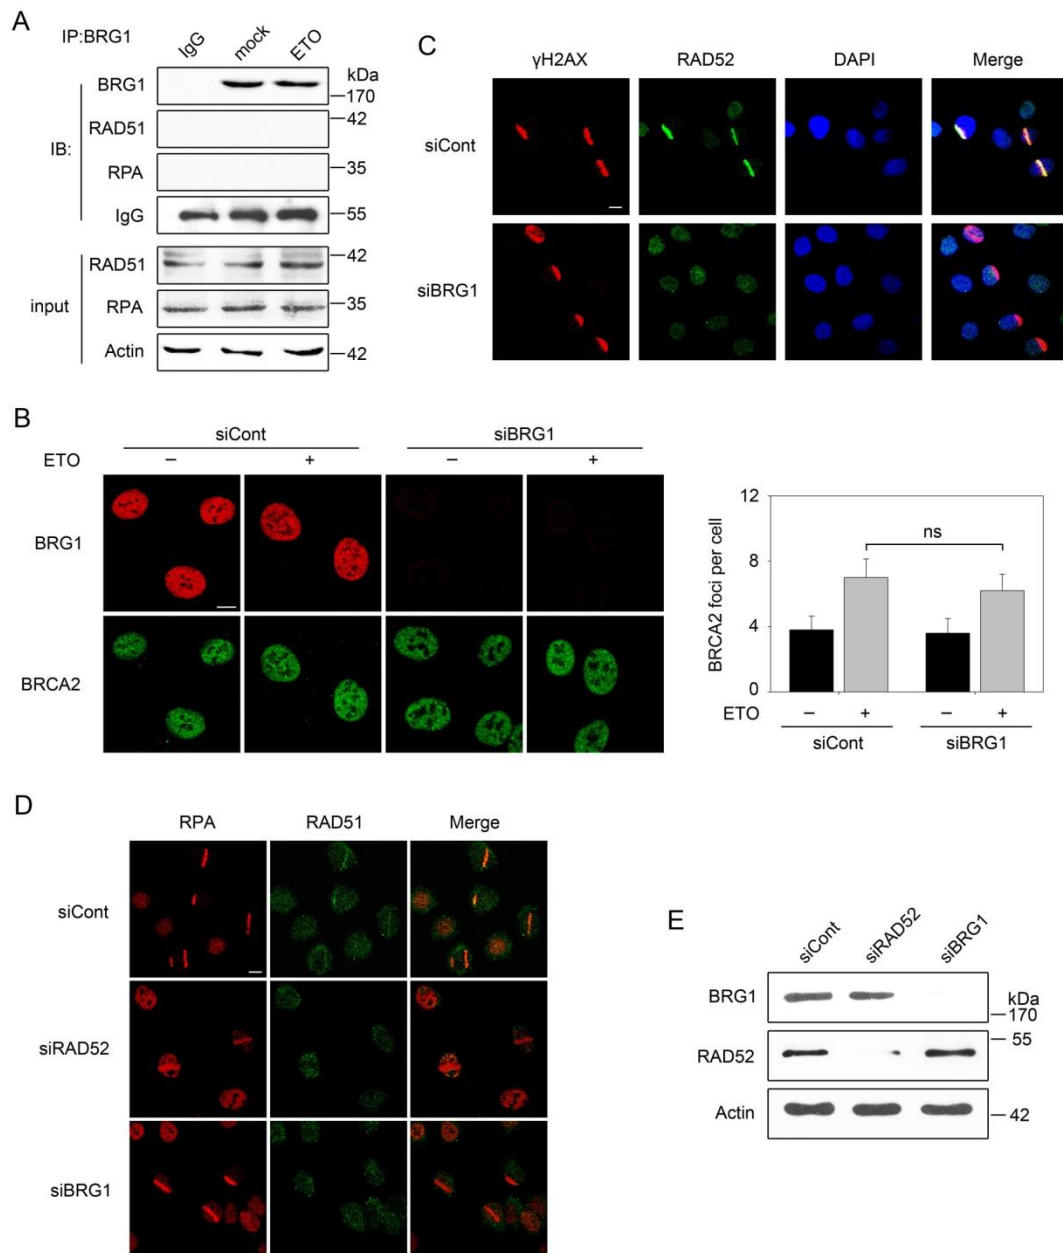 A
IP:BRG1
IgG
mock
ETO
kDa
BRG1
170
RAD51
42
IB:
RPA
35
IgG
55
RAD51
42
input
RPA
35
Actin
42
C
γH2AX
RAD52
DAPI
Merge
siCont
siBRG1
B
siCont
siBRG1
ETO
–
+
–
+
BRG1
BRCA2
12
8
4
0
BRCA2 foci per cell
ns
ETO
–
+
–
+
siCont
siBRG1
D
RPA
RAD51
Merge
siCont
siRAD52
siBRG1
E
siCont
siRAD52
siBRG1
BRG1
kDa
170
RAD52
55
Actin
42